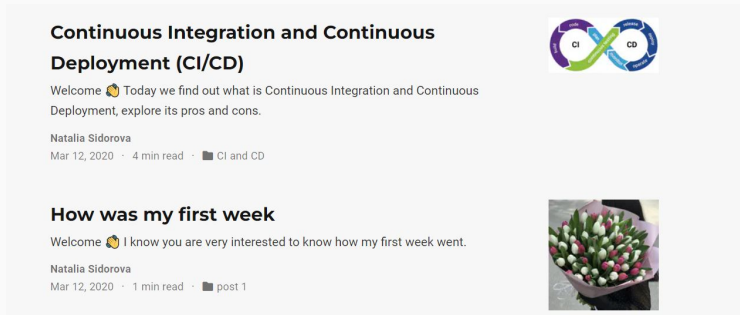 Continuous Integration and Continuous
Deployment (CI/CD)
Welcome 👏 Today we find out what is Continuous Integration and Continuous
Deployment, explore its pros and cons.
Natalia Sidorova
Mar 12, 2020 · 4 min read · CI and CD
CI
CD
How was my first week
Welcome 👏 I know you are very interested to know how my first week went.
Natalia Sidorova
Mar 12, 2020 · 1 min read · post 1